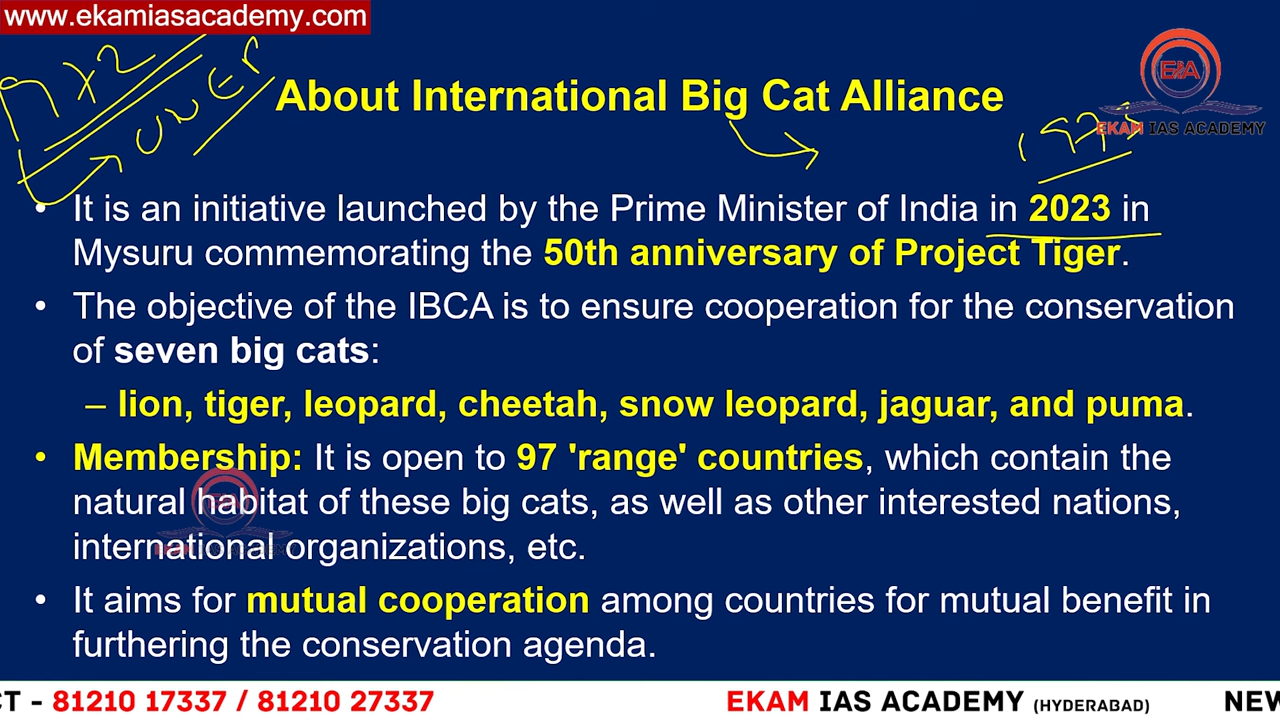 www.ekamiasacademy.com
EIA
EKAM IAS ACADEMY
About International Big Cat Alliance
1973
• It is an initiative launched by the Prime Minister of India in 2023 in
Mysuru commemorating the 50th anniversary of Project Tiger.
• The objective of the IBCA is to ensure cooperation for the conservation
of seven big cats:
– lion, tiger, leopard, cheetah, snow leopard, jaguar, and puma.
• Membership: It is open to 97 'range' countries, which contain the
natural habitat of these big cats, as well as other interested nations,
international organizations, etc.
• It aims for mutual cooperation among countries for mutual benefit in
furthering the conservation agenda.
CT - 81210 17337 / 81210 27337 EKAM IAS ACADEMY (HYDERABAD) NEW